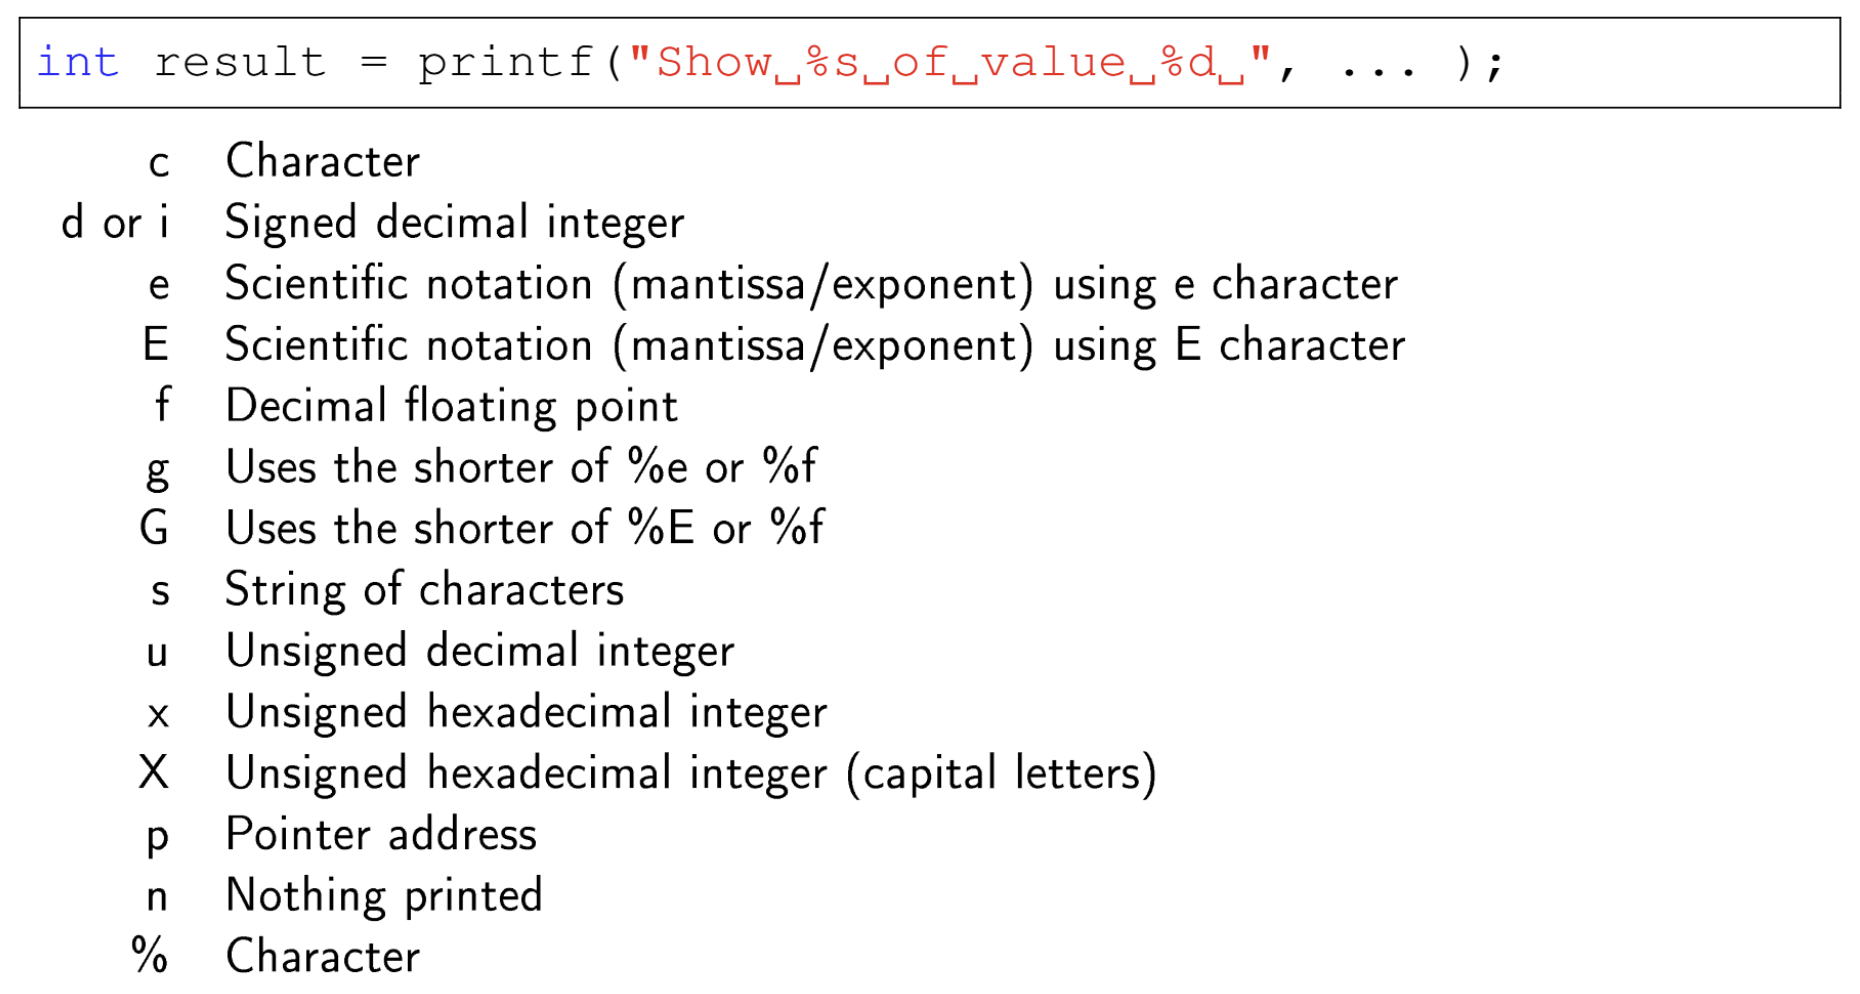 int result = printf("Show␣%s␣of␣value␣%d␣", ... );
c Character
d or i Signed decimal integer
e Scientific notation (mantissa/exponent) using e character
E Scientific notation (mantissa/exponent) using E character
f Decimal floating point
g Uses the shorter of %e or %f
G Uses the shorter of %E or %f
s String of characters
u Unsigned decimal integer
x Unsigned hexadecimal integer
X Unsigned hexadecimal integer (capital letters)
p Pointer address
n Nothing printed
% Character